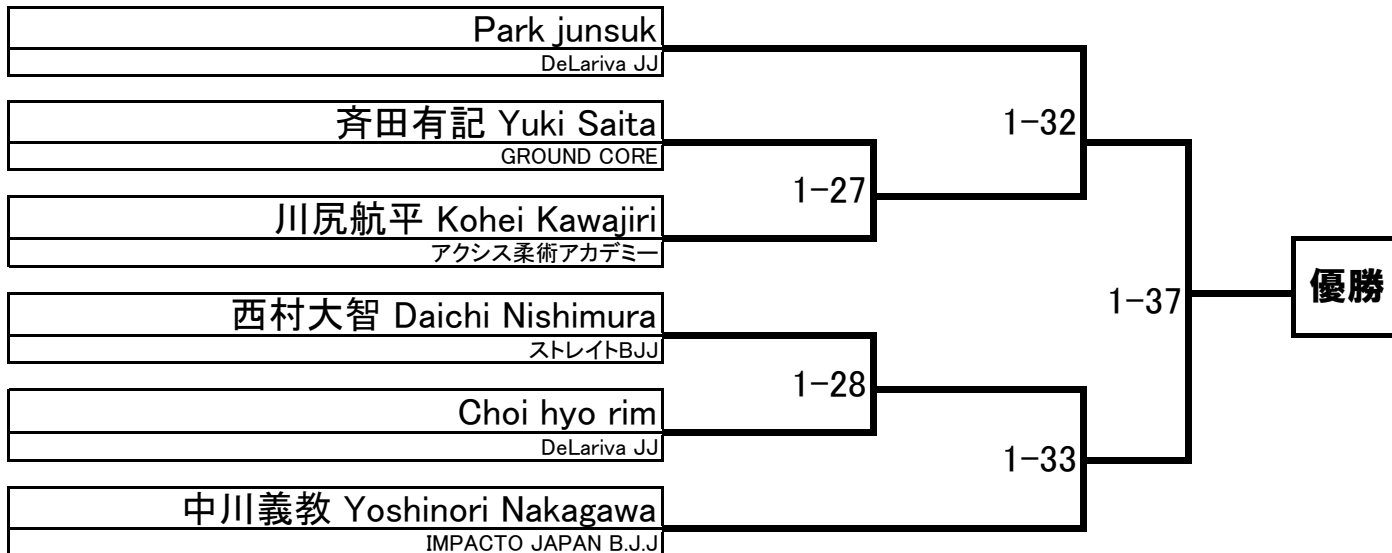 Park junsuk
DeLariva JJ
斉田有記 Yuki Saita
GROUND CORE
川尻航平 Kohei Kawajiri
アクシス柔術アカデミー
西村大智 Daichi Nishimura
ストレイトBJJ
Choi hyo rim
DeLariva JJ
中川義教 Yoshinori Nakagawa
IMPACTO JAPAN B.J.J
1-27
1-28
1-32
1-33
1-37
優勝